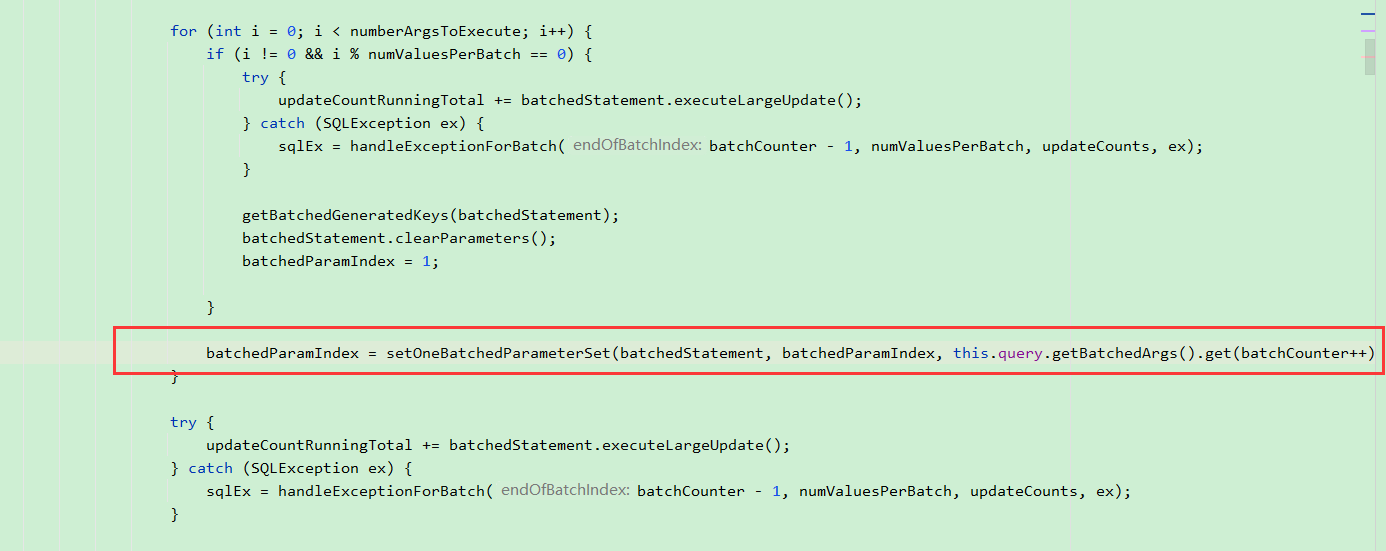 for (int i = 0; i < numberArgsToExecute; i++) {
if (i != 0 && i % numValuesPerBatch == 0) {
try {
updateCountRunningTotal += batchedStatement.executeLargeUpdate();
} catch (SQLException ex) {
sqlEx = handleExceptionForBatch( endOfBatchIndex: batchCounter - 1, numValuesPerBatch, updateCounts, ex);
}
getBatchedGeneratedKeys(batchedStatement);
batchedStatement.clearParameters();
batchedParamIndex = 1;
}
batchedParamIndex = setOneBatchedParameterSet(batchedStatement, batchedParamIndex, this.query.getBatchedArgs().get(batchCounter++)
}
try {
updateCountRunningTotal += batchedStatement.executeLargeUpdate();
} catch (SQLException ex) {
sqlEx = handleExceptionForBatch( endOfBatchIndex: batchCounter - 1, numValuesPerBatch, updateCounts, ex);
}